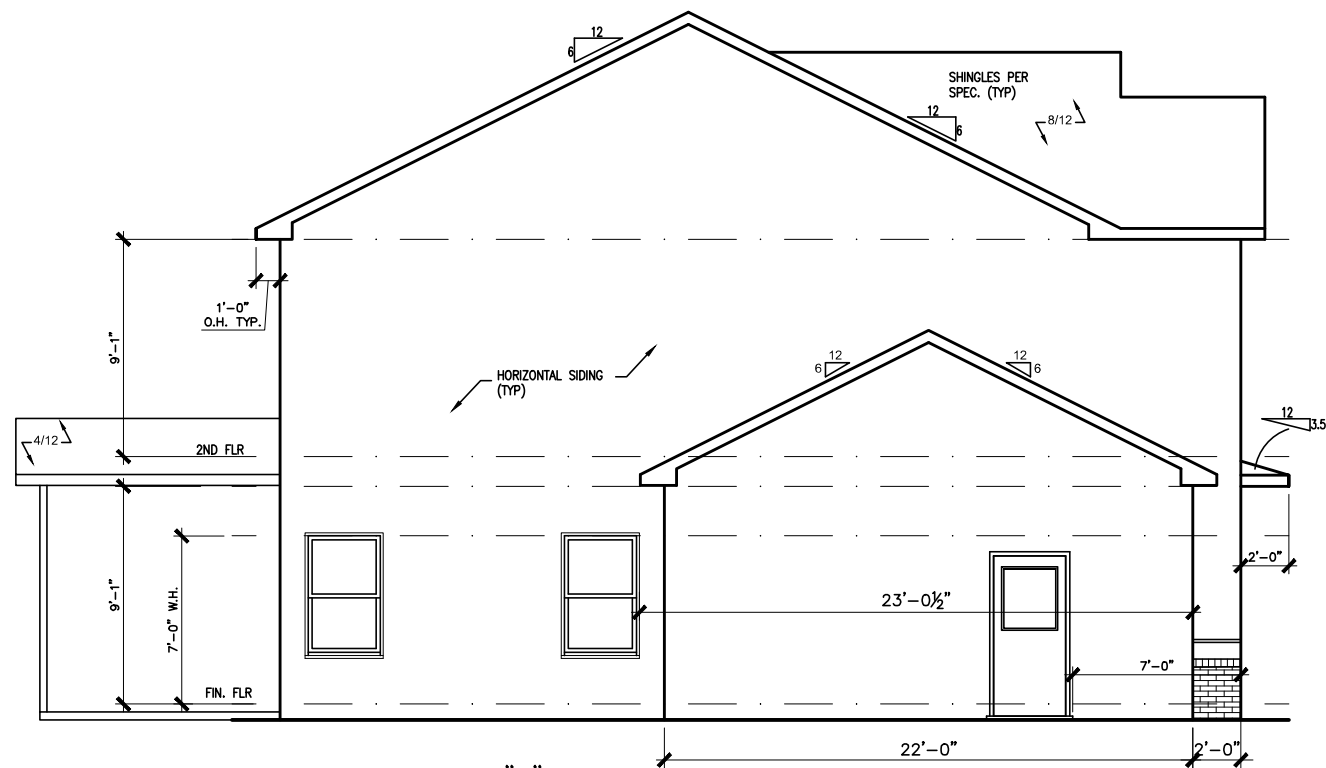 12
6
SHINGLES PER
SPEC. (TYP)
8/12
12
6
1'-0"
O.H. TYP.
9'-1"
HORIZONTAL SIDING
(TYP)
12
6
12
6
12
3.5
4/12
2ND FLR
9'-1"
7'-0" W.H.
2'-0"
23'-0½"
7'-0"
FIN. FLR
22'-0"
2'-0"